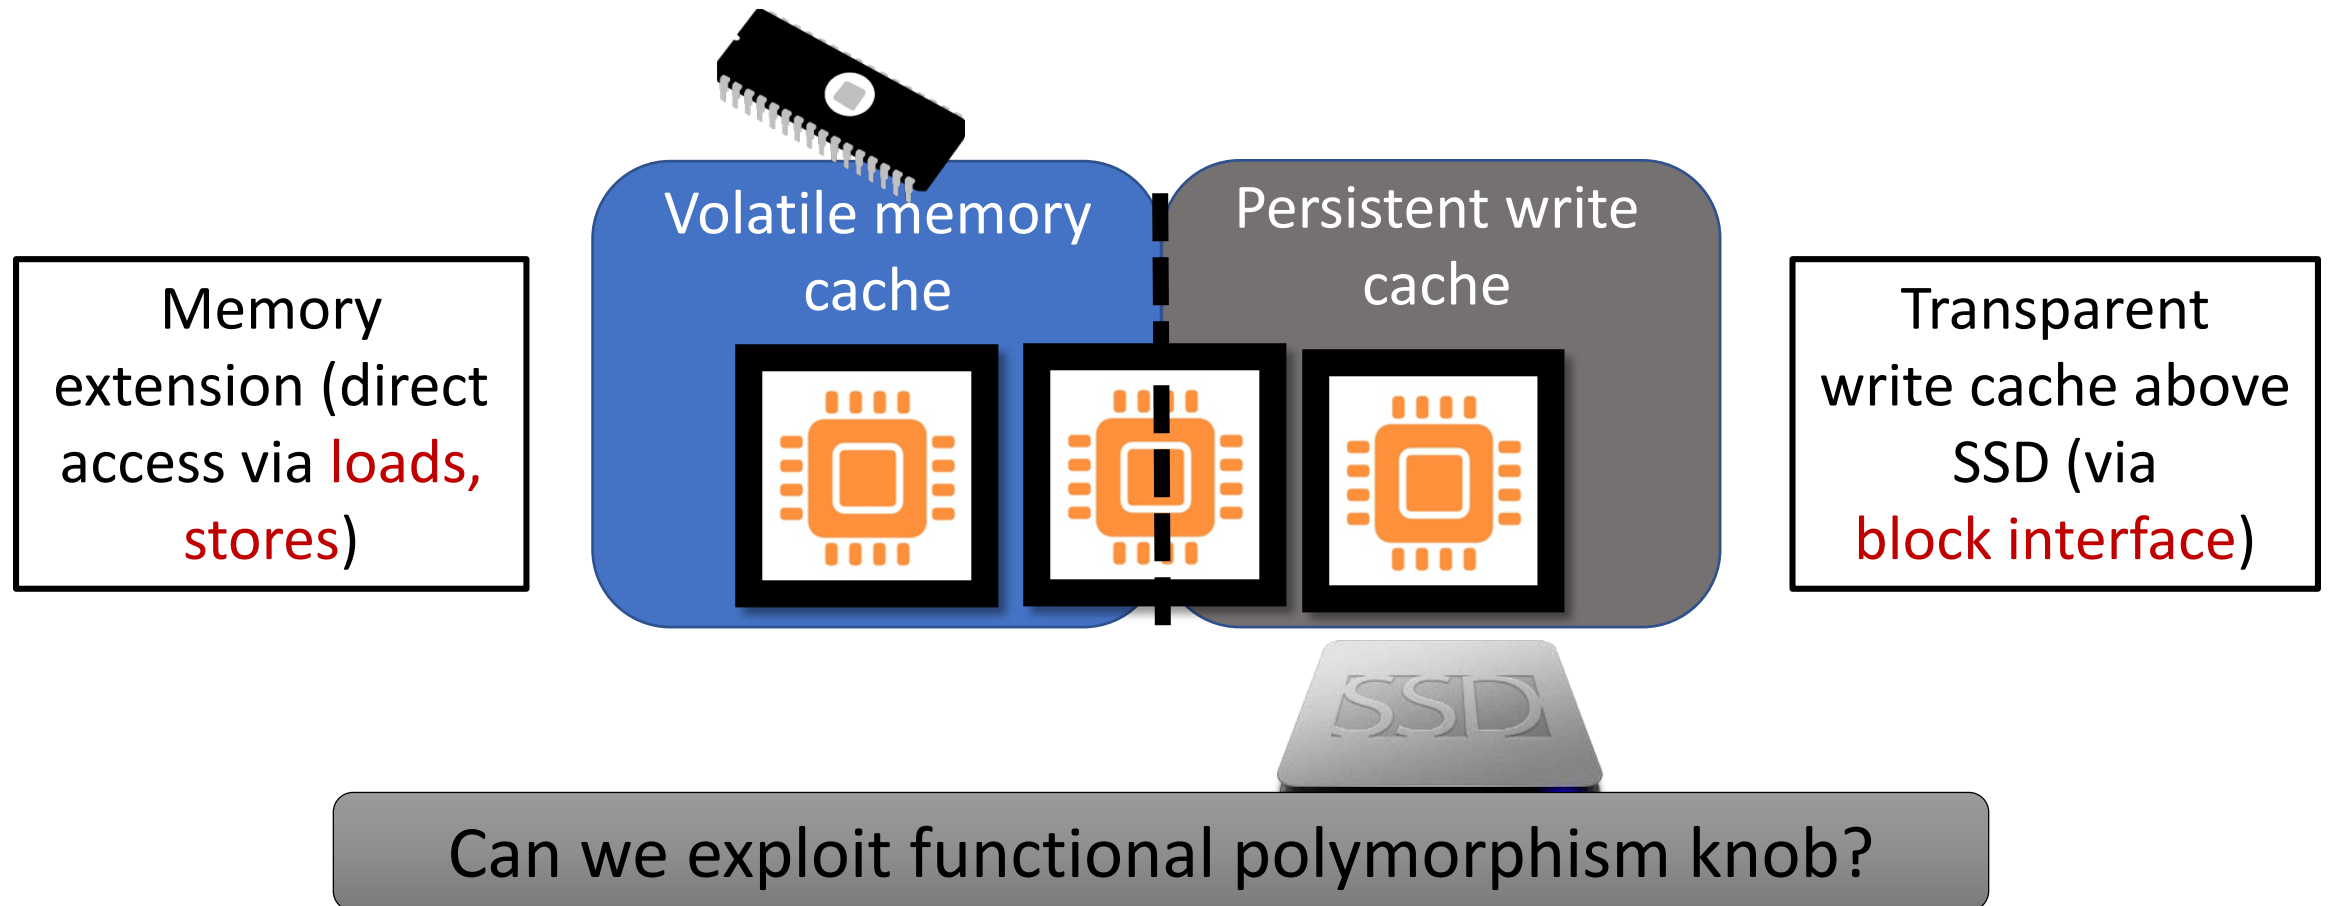 Volatile memory
cache
Persistent write
cache
Memory
extension (direct
access via loads,
stores)
Transparent
write cache above
SSD (via
block interface)
SSD
Can we exploit functional polymorphism knob?